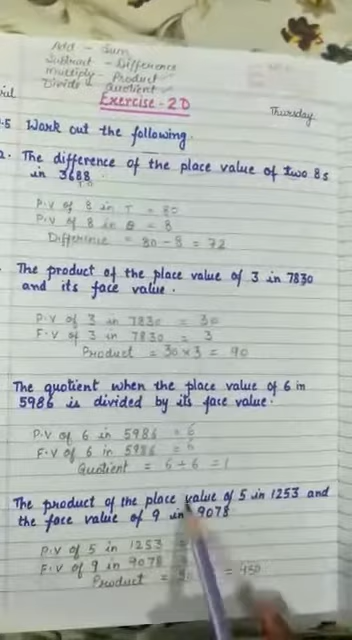 Add - Sum
Subtract - Difference
Multiply - Product
Divide - Quotient
Exercise - 2D
Thursday
.5 Work out the following.
The difference of the place value of two 8s
in 3688.
T O
P.V of 8 in T = 80
P.V of 8 in = 8
Difference = 80 - 8 = 72
The product of the place value of 3 in 7830
and its face value.
P.V of 3 in 7830 = 30
F.V of 3 in 7830 = 3
Product = 30 × 3 = 90
The quotient when the place value of 6 in
5986 is divided by its face value.
P.V of 6 in 5986 = 6
F.V of 6 in 5986 = 6
Quotient = 6 ÷ 6 = 1
The product of the place value of 5 in 1253 and
the face value of 9 in 9078
P.V of 5 in 1253 =
F.V of 9 in 9078
Product = = 450